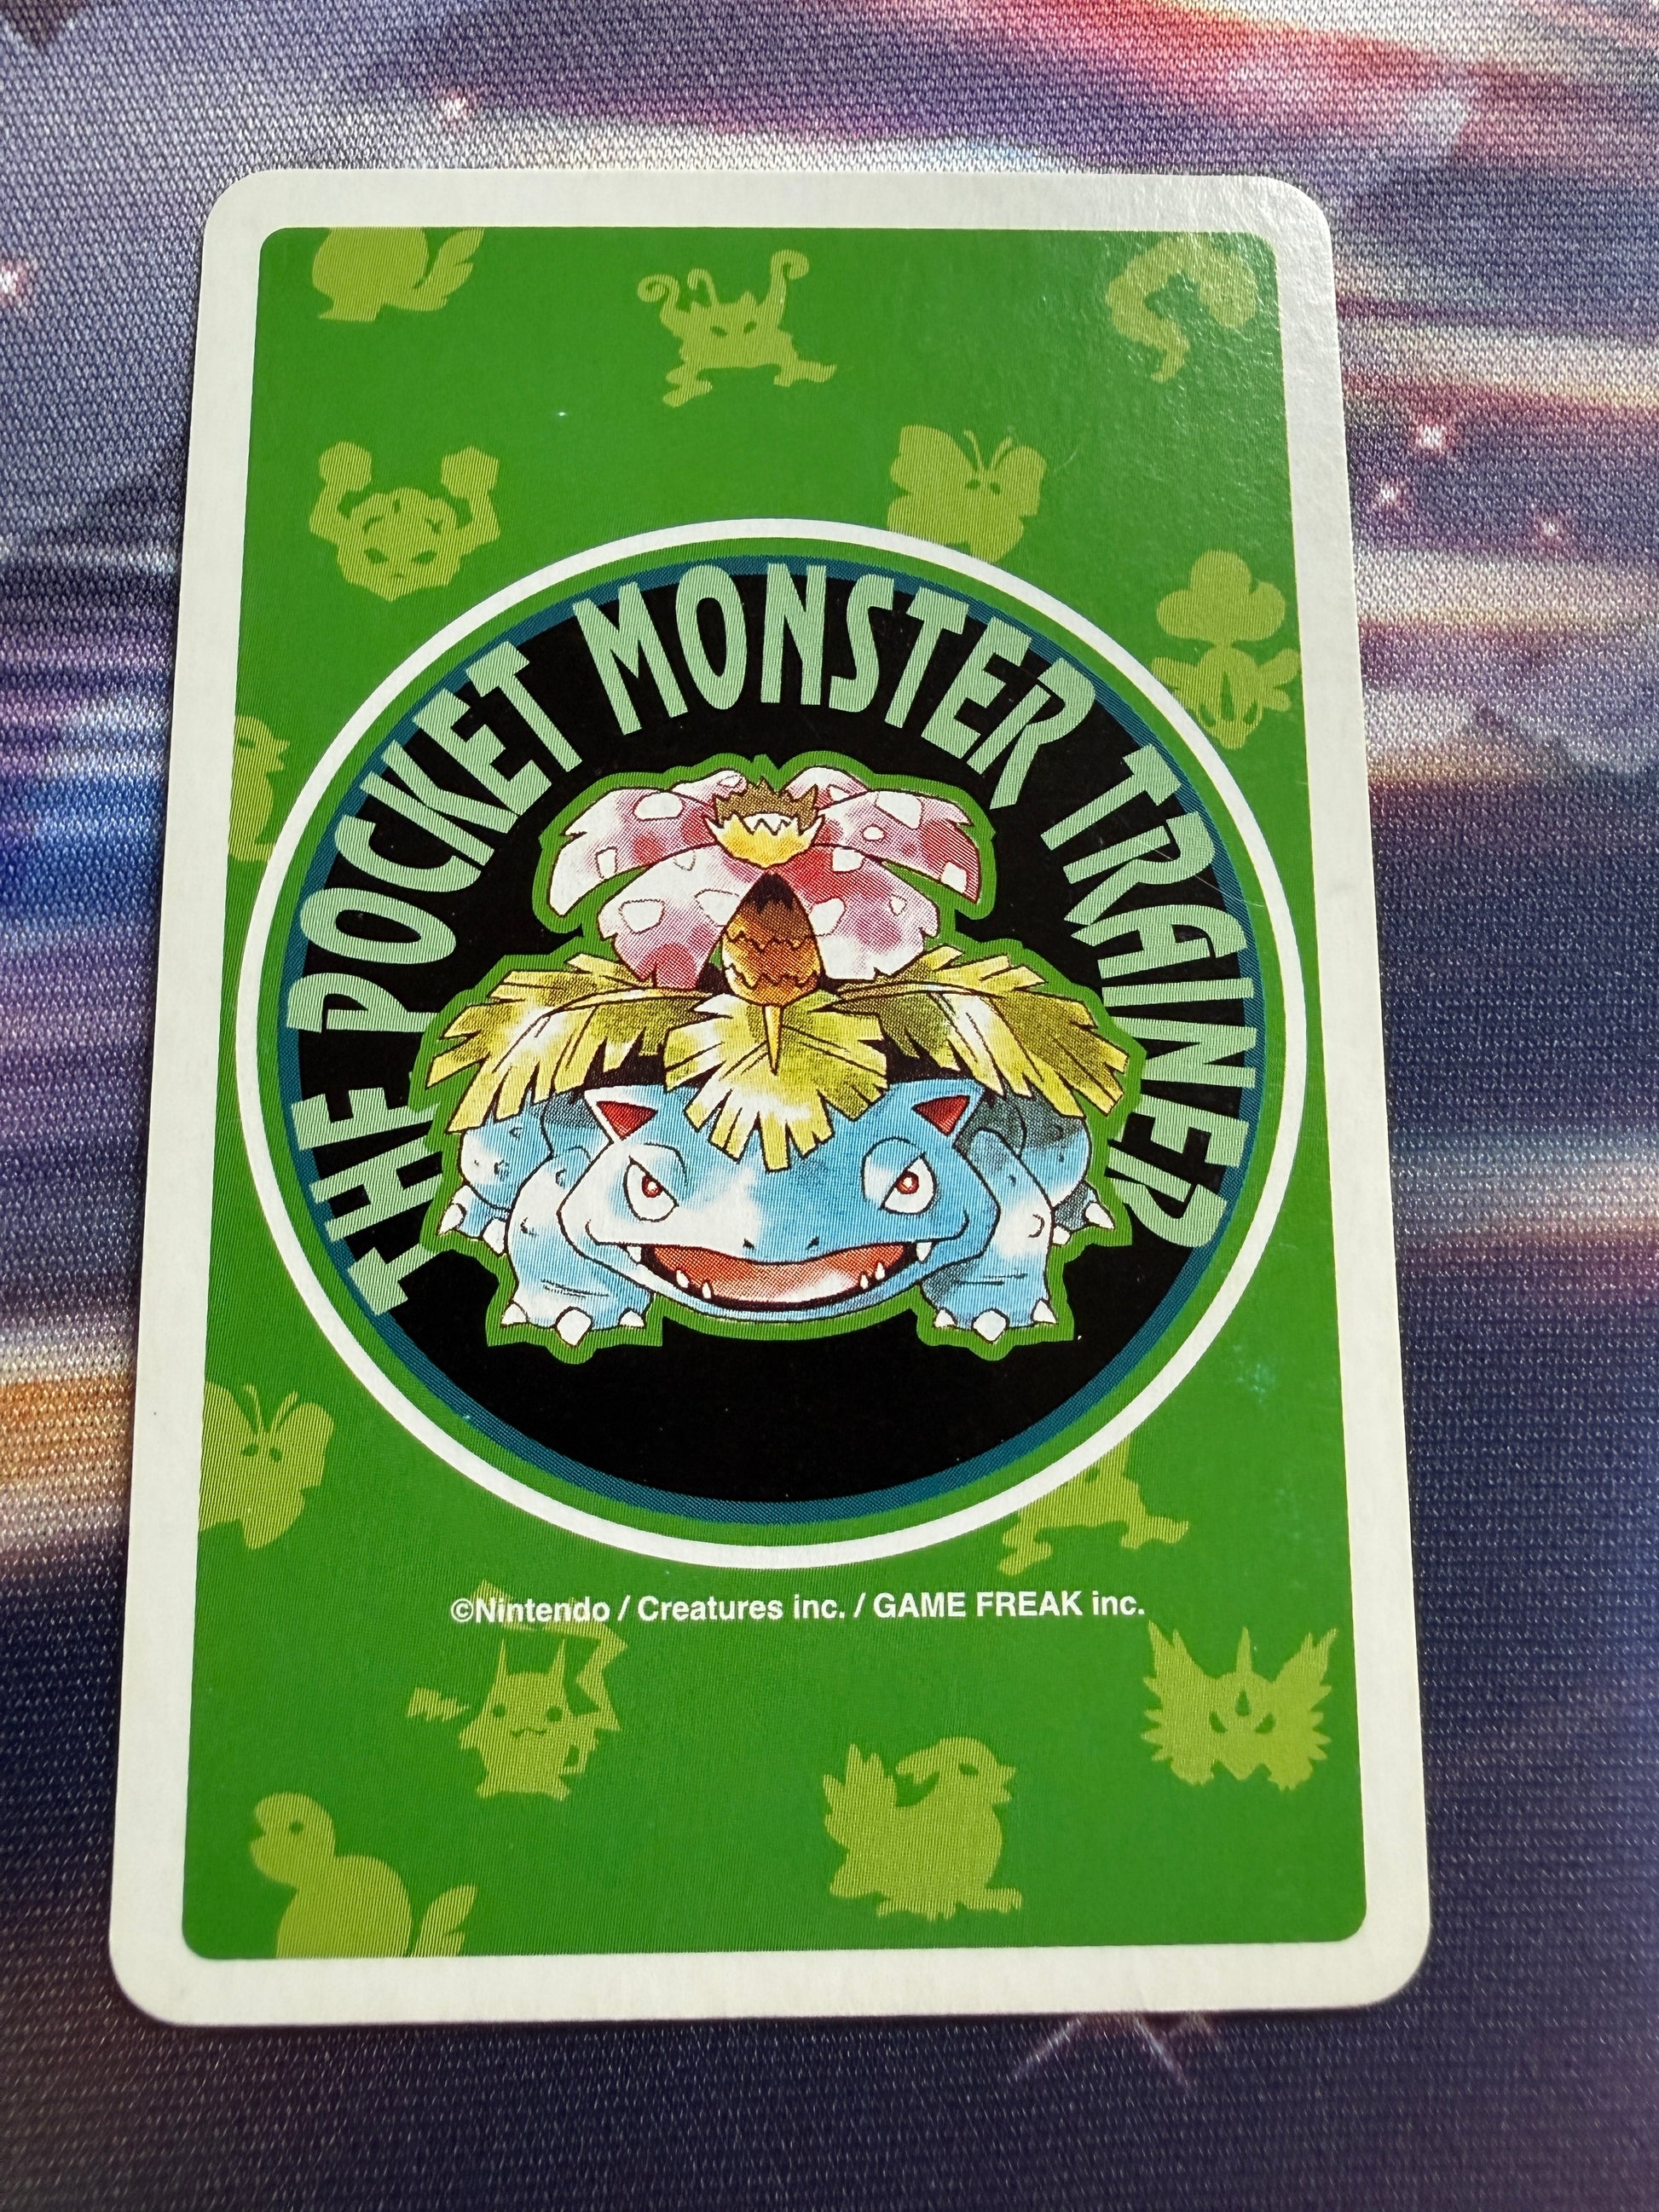 THE POCKET MONSTER TRAINER
©Nintendo / Creatures inc. / GAME FREAK inc.